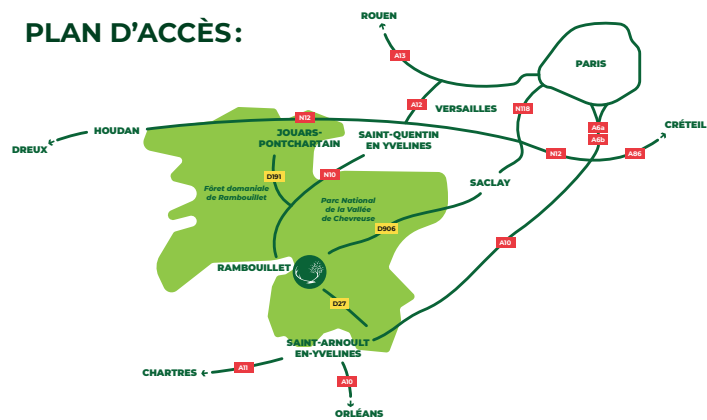 PLAN D'ACCÈS:
ROUEN
A13
PARIS
A12
VERSAILLES
N118
N12
A6a
A6b
CRÉTEIL
HOUDAN
DREUX
JOUARS-
PONTCHARTAIN
SAINT-QUENTIN
EN YVELINES
N12
A86
D191
N10
SACLAY
Fôret domaniale
de Rambouillet
Parc National
de la Vallée
de Chevreuse
D906
A10
RAMBOUILLET
D27
SAINT-ARNOULT
EN-YVELINES
CHARTRES
A11
A10
ORLÉANS